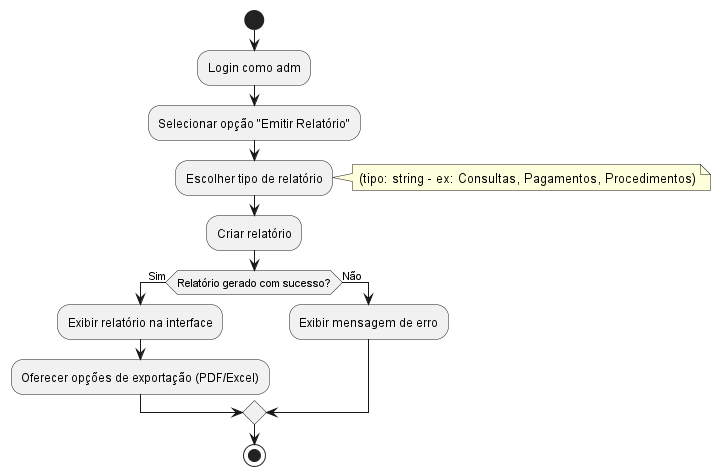 Login como adm
Selecionar opção "Emitir Relatório"
Escolher tipo de relatório
(tipo: string - ex: Consultas, Pagamentos, Procedimentos)
Criar relatório
Relatório gerado com sucesso?
Sim
Não
Exibir relatório na interface
Exibir mensagem de erro
Oferecer opções de exportação (PDF/Excel)